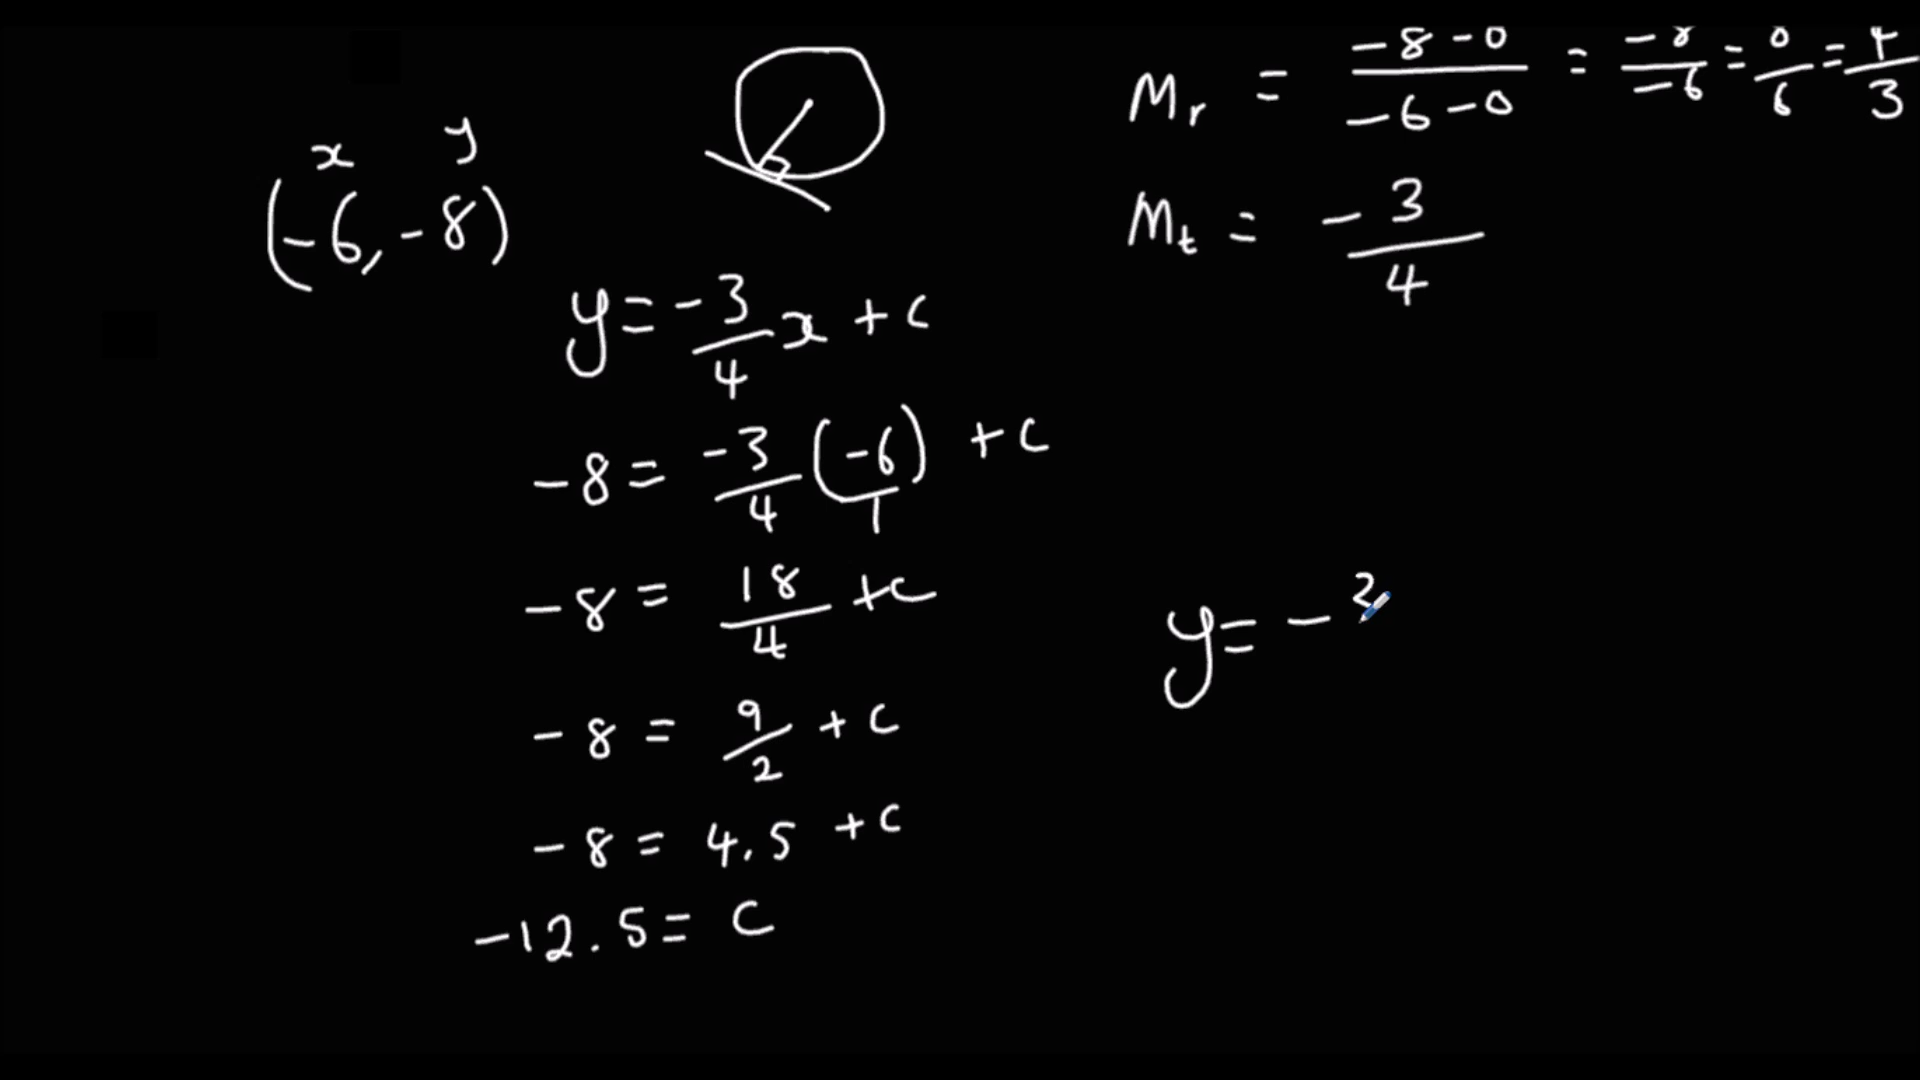 x y
(-6, -8)
Mr = -8-0/-6-0 = -8/-6 = 8/6 = 4/3
Mt = -3/4
y = -3/4 x + c
-8 = -3/4 (-6/1) + c
-8 = 18/4 + c
-8 = 9/2 + c
-8 = 4.5 + c
-12.5 = c
y = -